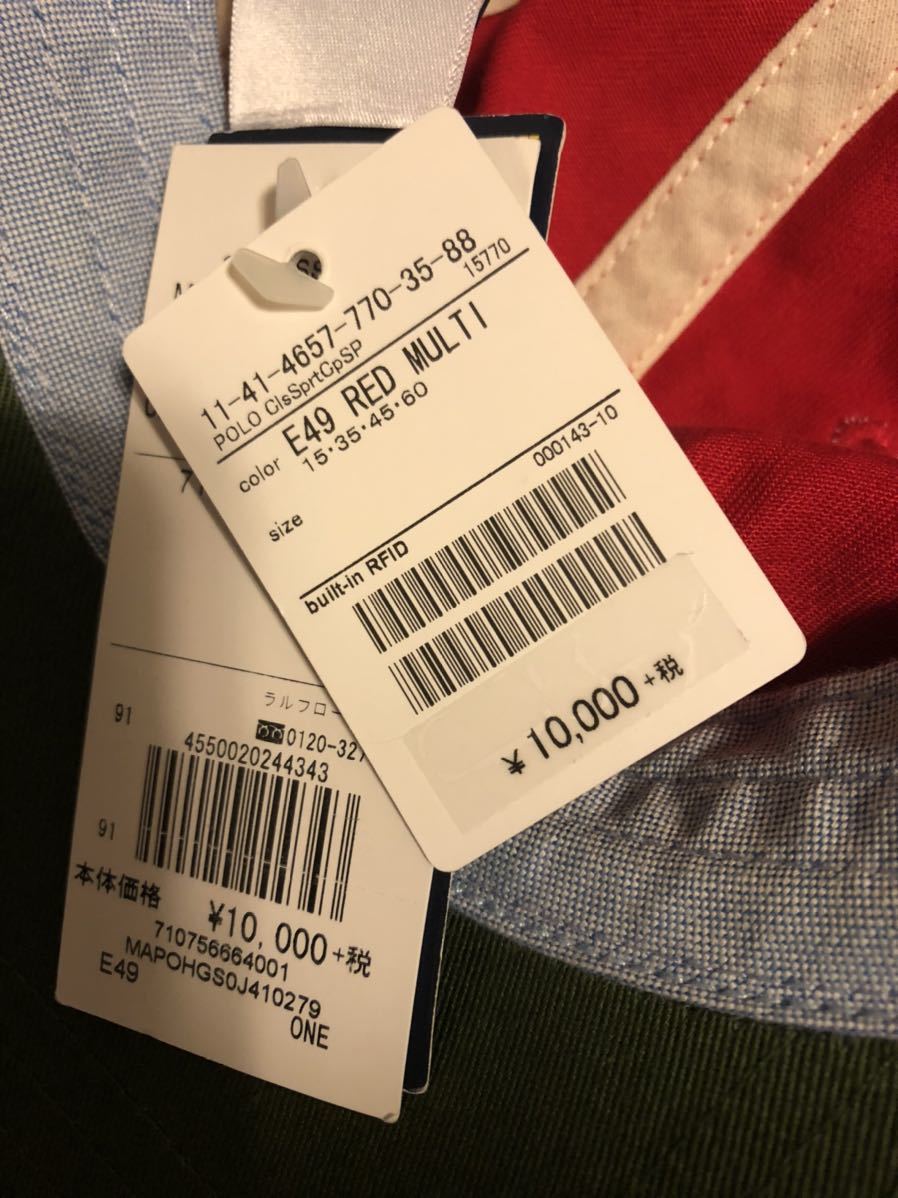 11-41-4657-770-35-88
15770
POLO ClsSprtCpSP
color E49 RED MULTI
15・35・45・60
size
000143-10
built-in RFID
¥10,000+税
ラルフロー
0120-327
91
4550020244343
91
本体価格
¥10,000+税
710756664001
MAPOHGS0J410279
E49
ONE